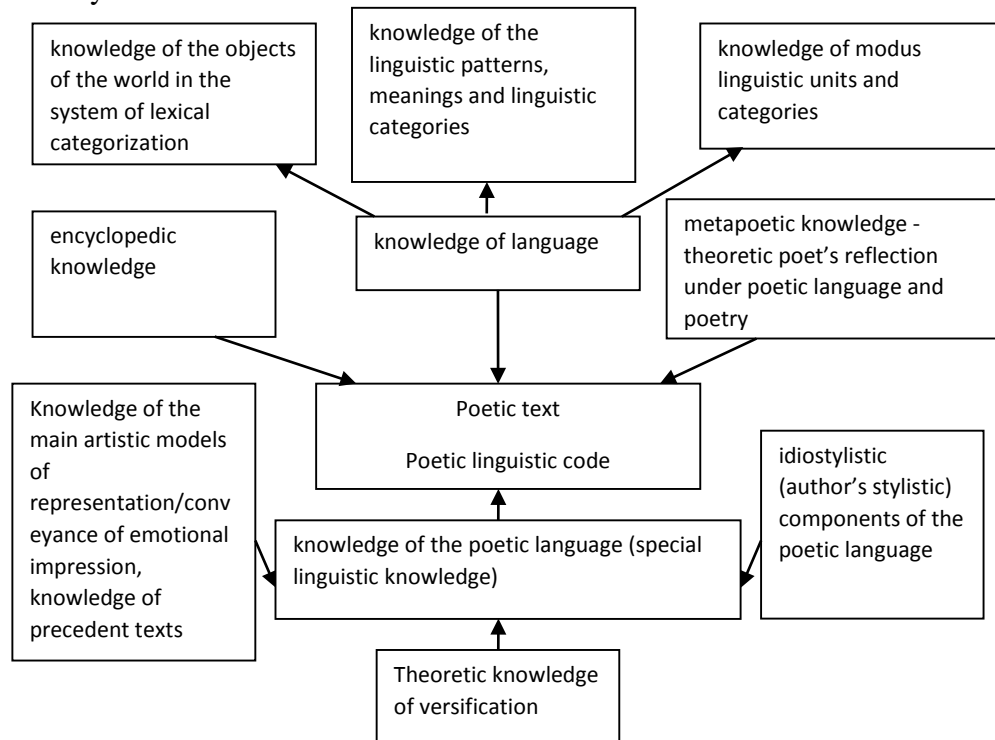 knowledge of the objects
of the world in the
system of lexical
categorization
knowledge of the
linguistic patterns,
meanings and linguistic
categories
knowledge of modus
linguistic units and
categories
encyclopedic
knowledge
knowledge of language
metapoetic knowledge -
theoretic poet’s reflection
under poetic language and
poetry
Poetic text
Poetic linguistic code
Knowledge of the
main artistic models
of
representation/conv
eyance of emotional
impression,
knowledge of
precedent texts
knowledge of the poetic language (special
linguistic knowledge)
idiostylistic
(author’s stylistic)
components of the
poetic language
Theoretic knowledge
of versification